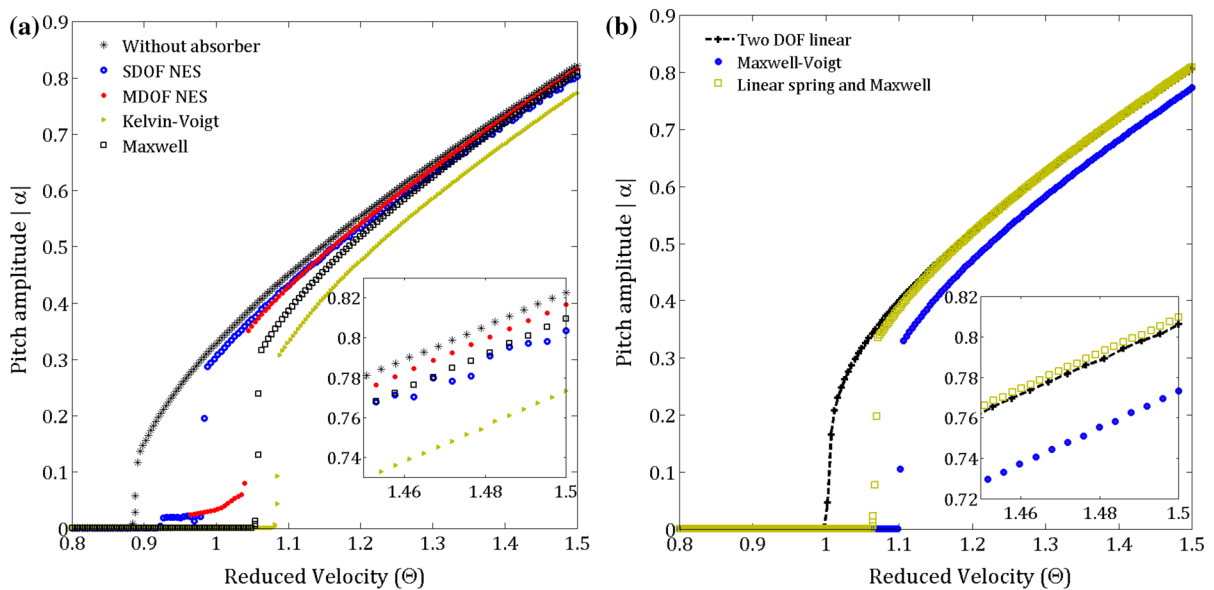 (a)
Without absorber
SDOF NES
MDOF NES
Kelvin-Voigt
Maxwell
Pitch amplitude | α|
0.9
0.8
0.7
0.6
0.5
0.4
0.3
0.2
0.1
0
0.8 0.9 1 1.1 1.2 1.3 1.4 1.5
Reduced Velocity (Θ)
0.82
0.8
0.78
0.76
0.74
1.46 1.48 1.5
(b)
Two DOF linear
Maxwell-Voigt
Linear spring and Maxwell
Pitch amplitude | α|
0.9
0.8
0.7
0.6
0.5
0.4
0.3
0.2
0.1
0
0.8 0.9 1 1.1 1.2 1.3 1.4 1.5
Reduced Velocity (Θ)
0.82
0.8
0.78
0.76
0.74
0.72
1.46 1.48 1.5